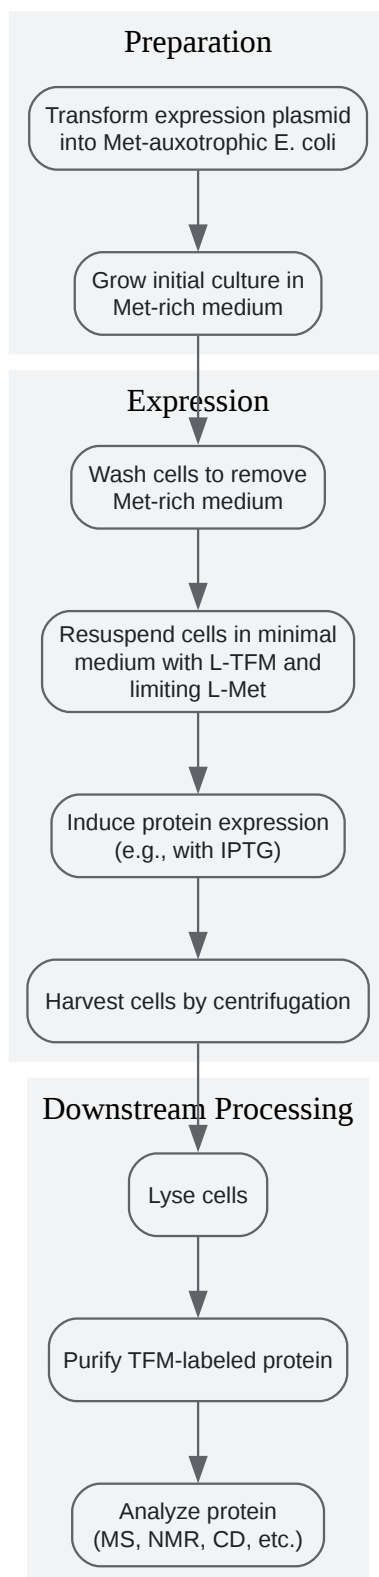 Preparation
Transform expression plasmid
into Met-auxotrophic E. coli
Grow initial culture in
Met-rich medium
Expression
Wash cells to remove
Met-rich medium
Resuspend cells in minimal
medium with L-TFM and
limiting L-Met
Induce protein expression
(e.g., with IPTG)
Harvest cells by centrifugation
Downstream Processing
Lyse cells
Purify TFM-labeled protein
Analyze protein
(MS, NMR, CD, etc.)